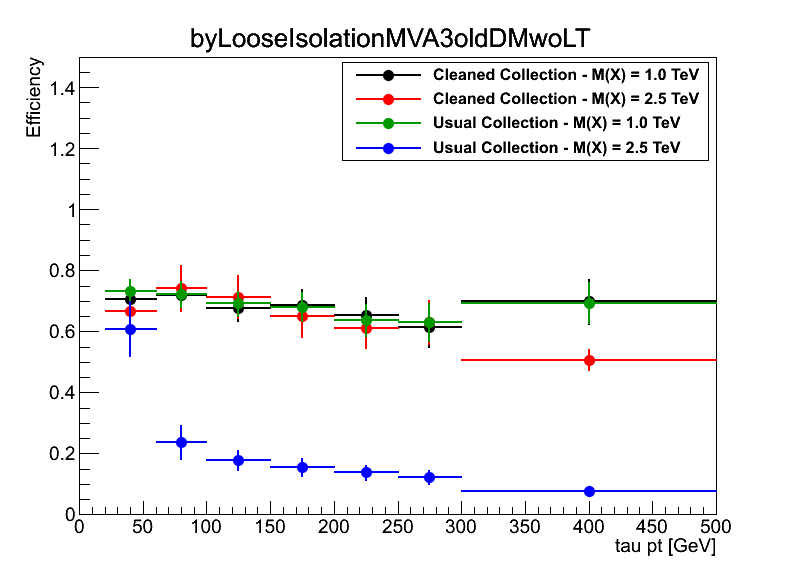 byLooseIsolationMVA3oldDMwoLT
Efficiency
Cleaned Collection - M(X) = 1.0 TeV
Cleaned Collection - M(X) = 2.5 TeV
Usual Collection - M(X) = 1.0 TeV
Usual Collection - M(X) = 2.5 TeV
1.4
1.2
1
0.8
0.6
0.4
0.2
0
0 50 100 150 200 250 300 350 400 450 500
tau pt [GeV]